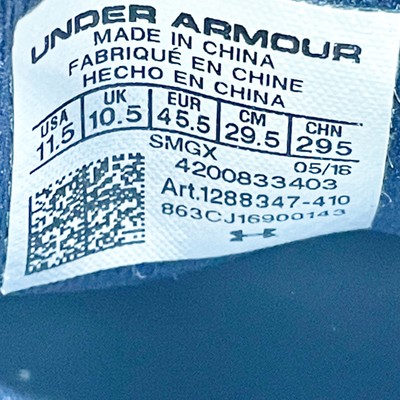 UNDER ARMOUR
MADE IN CHINA
FABRIQUÉ EN CHINE
HECHO EN CHINA
USA UK EUR CM CHN
11.5 10.5 45.5 29.5 295
SMGX 05/16
4200833403
Art.1288347-410
863CJ16900143